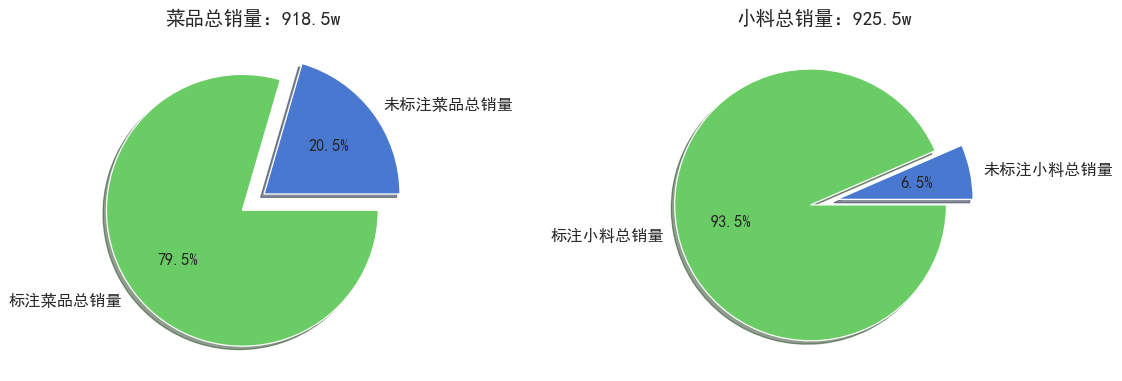 菜品总销量：918.5w
未标注菜品总销量
20.5%
79.5%
标注菜品总销量
小料总销量：925.5w
未标注小料总销量
6.5%
93.5%
标注小料总销量